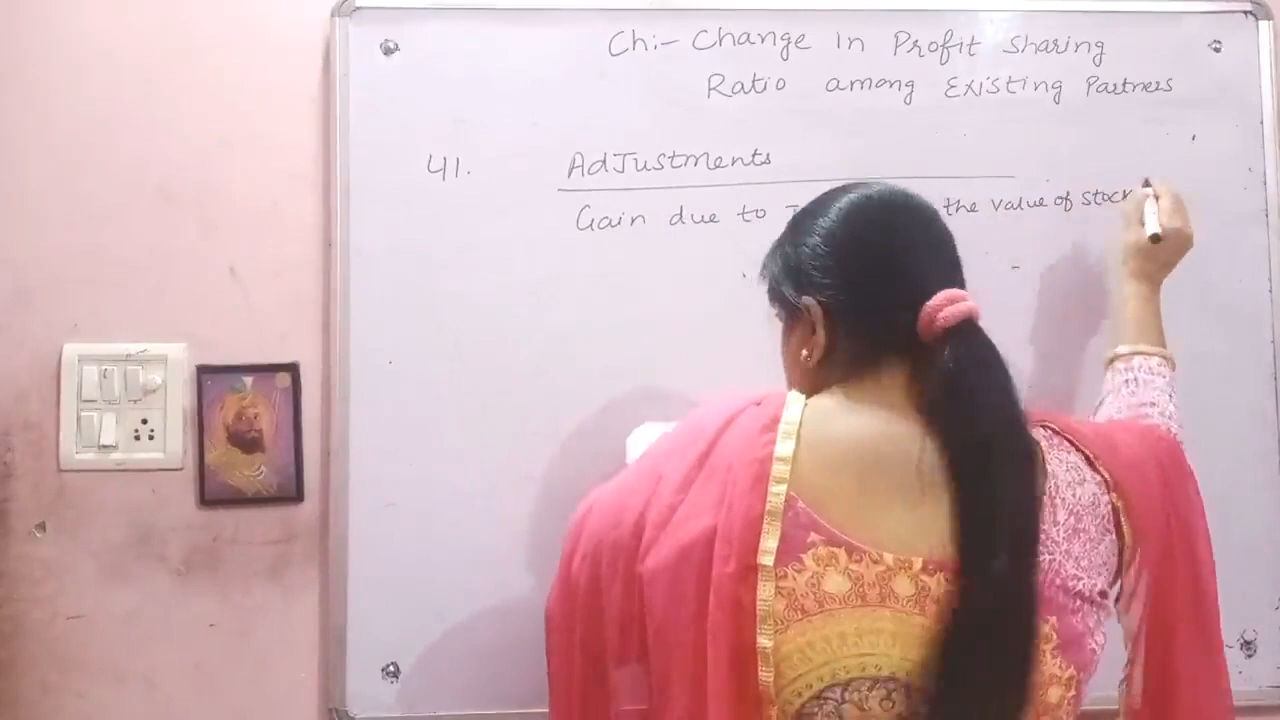 Ch:- Change in Profit Sharing
Ratio among Existing Partners
41. Adjustments
Gain due to the value of stock